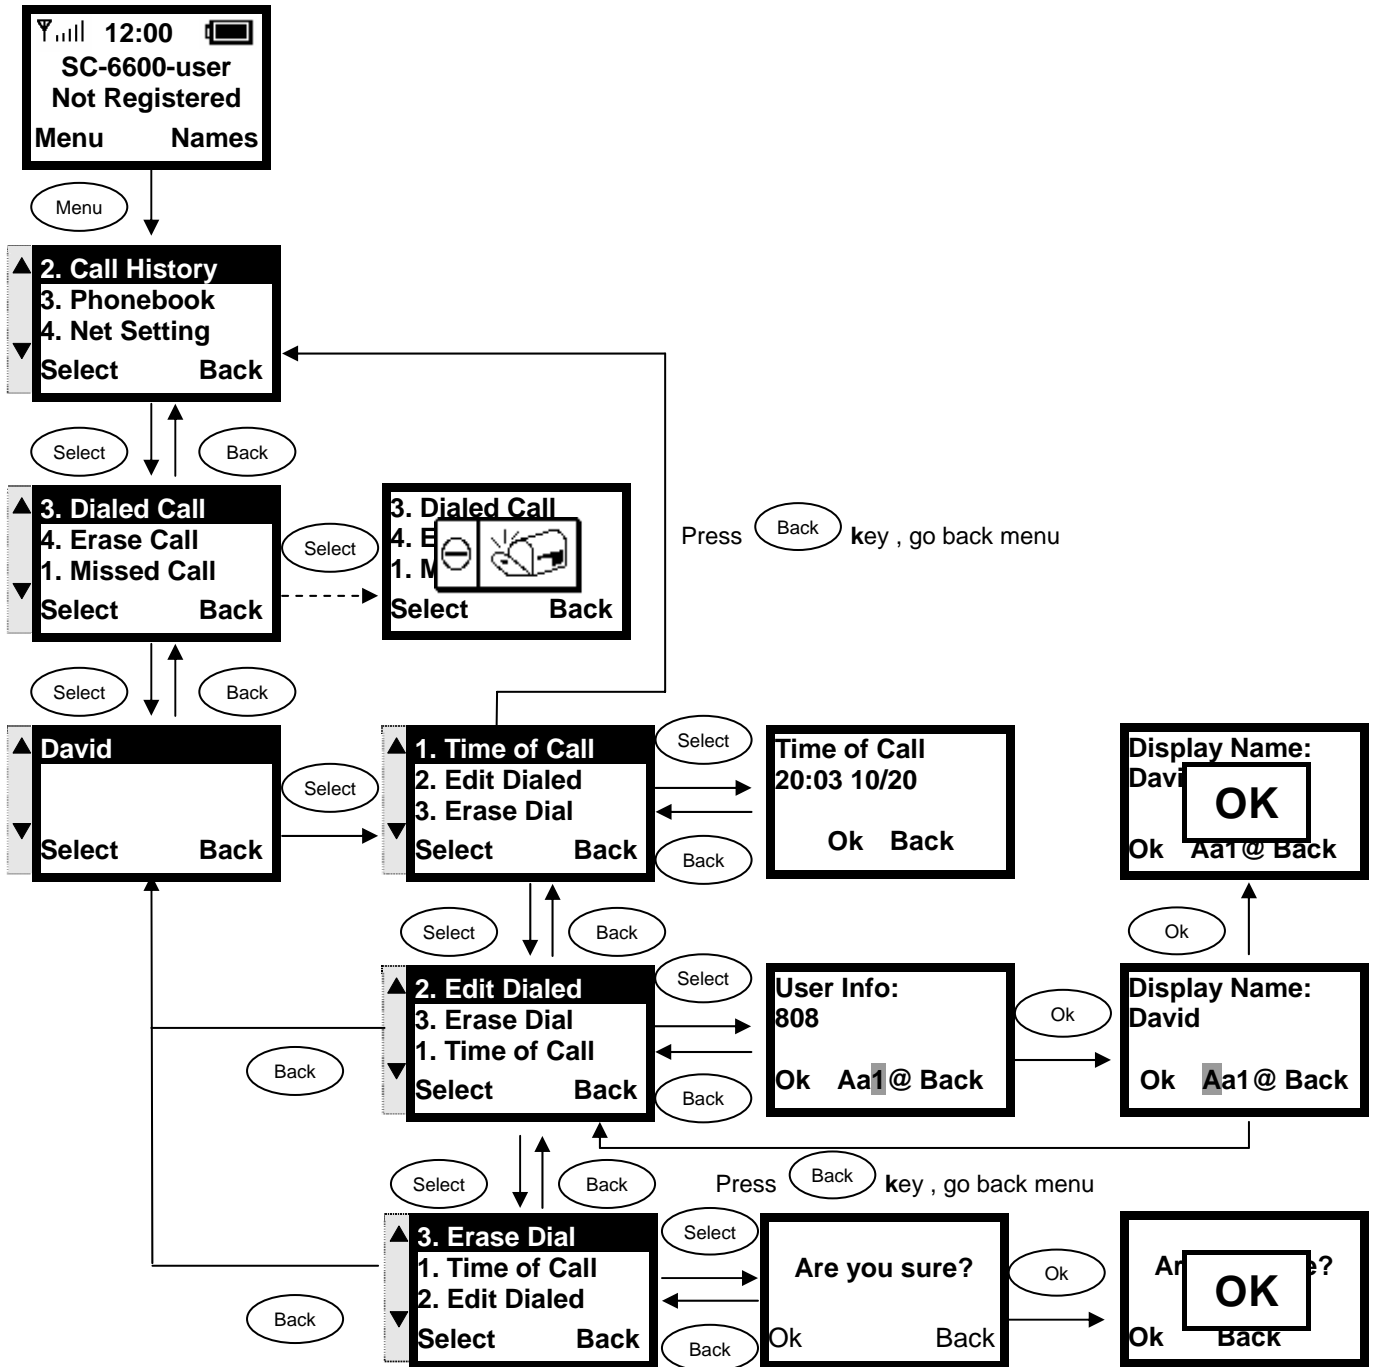 12:00
SC-6600-user
Not Registered
Menu Names
Menu
2. Call History
3. Phonebook
4. Net Setting
Select Back
Select Back
3. Dialed Call
4. Erase Call
1. Missed Call
Select Back
Select
3. Dialed Call
4. E
1. M
Select Back
Press Back key , go back menu
Select Back
David
Select Back
Select
1. Time of Call
2. Edit Dialed
3. Erase Dial
Select Back
Select
Back
Time of Call
20:03 10/20
Ok Back
Display Name:
Davi
OK
Ok Aa1@ Back
Select Back
Ok
2. Edit Dialed
3. Erase Dial
1. Time of Call
Select Back
Back
Select
Back
User Info:
808
Ok Aa1@ Back
Ok
Display Name:
David
Ok Aa1@ Back
Select Back
Press Back key , go back menu
3. Erase Dial
1. Time of Call
2. Edit Dialed
Select Back
Back
Select
Back
Are you sure?
Ok Back
Ok
Ar e?
OK
Ok Back